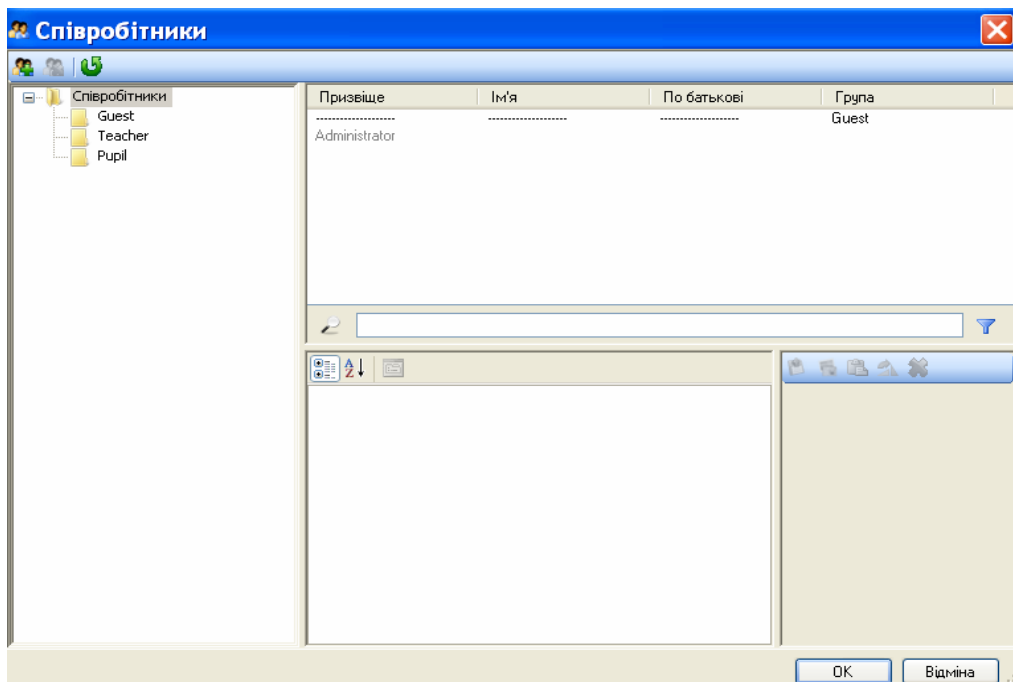 Співробітники
Співробітники
Guest
Teacher
Pupil
Призвіще Ім'я По батькові Група
------------------- ------------------- ------------------- Guest
Administrator
OK Відміна